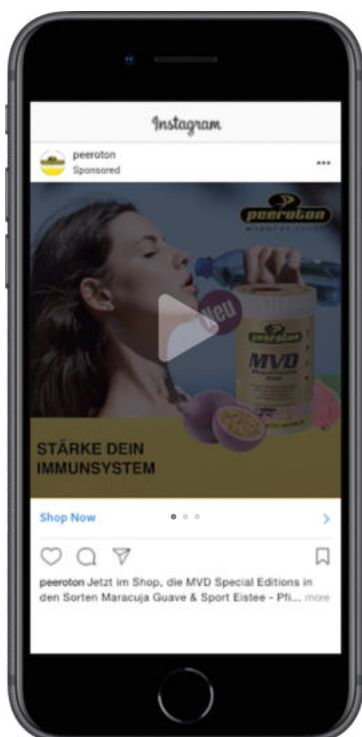 Instagram
peeroton
Sponsored
peeroton
Neu
peeroton
MVD
STÄRKE DEIN
IMMUNSYSTEM
Shop Now
peeroton Jetzt im Shop, die MVD Special Editions in
den Sorten Maracuja Guave & Sport Eistee - Pfi... more